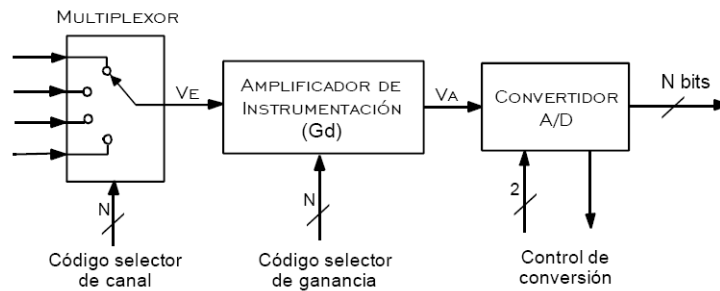 MULTIPLEXOR
VE
AMPLIFICADOR DE
INSTRUMENTACIÓN
(Gd)
VA
CONVERTIDOR
A/D
N bits
N
N
2
Código selector
de canal
Código selector
de ganancia
Control de
conversión